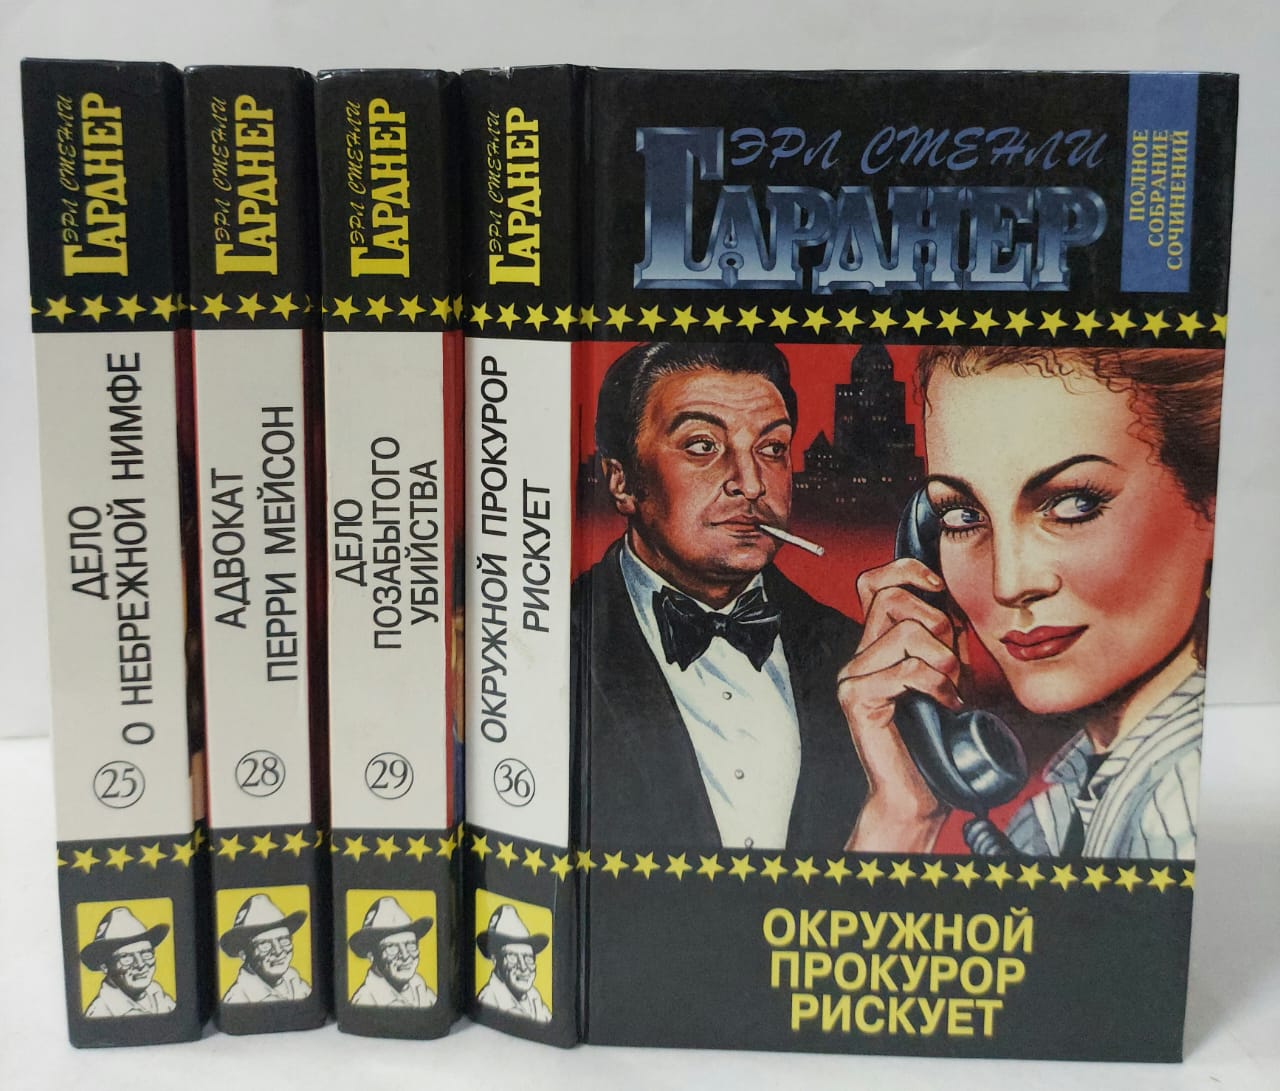 ЭРЛ СТЕНЛИ
ГАРДНЕР
ДЕЛО
О НЕБРЕЖНОЙ НИМФЕ
25
ЭРЛ СТЕНЛИ
ГАРДНЕР
АДВОКАТ
ПЕРРИ МЕЙСОН
28
ЭРЛ СТЕНЛИ
ГАРДНЕР
ДЕЛО
ПОЗАБЫТОГО
УБИЙСТВА
29
ЭРЛ СТЕНЛИ
ГАРДНЕР
ОКРУЖНОЙ ПРОКУРОР
РИСКУЕТ
36
ЭРЛ СТЕНЛИ
ГАРДНЕР
ПОЛНОЕ
СОБРАНИЕ
СОЧИНЕНИЙ
ОКРУЖНОЙ
ПРОКУРОР
РИСКУЕТ